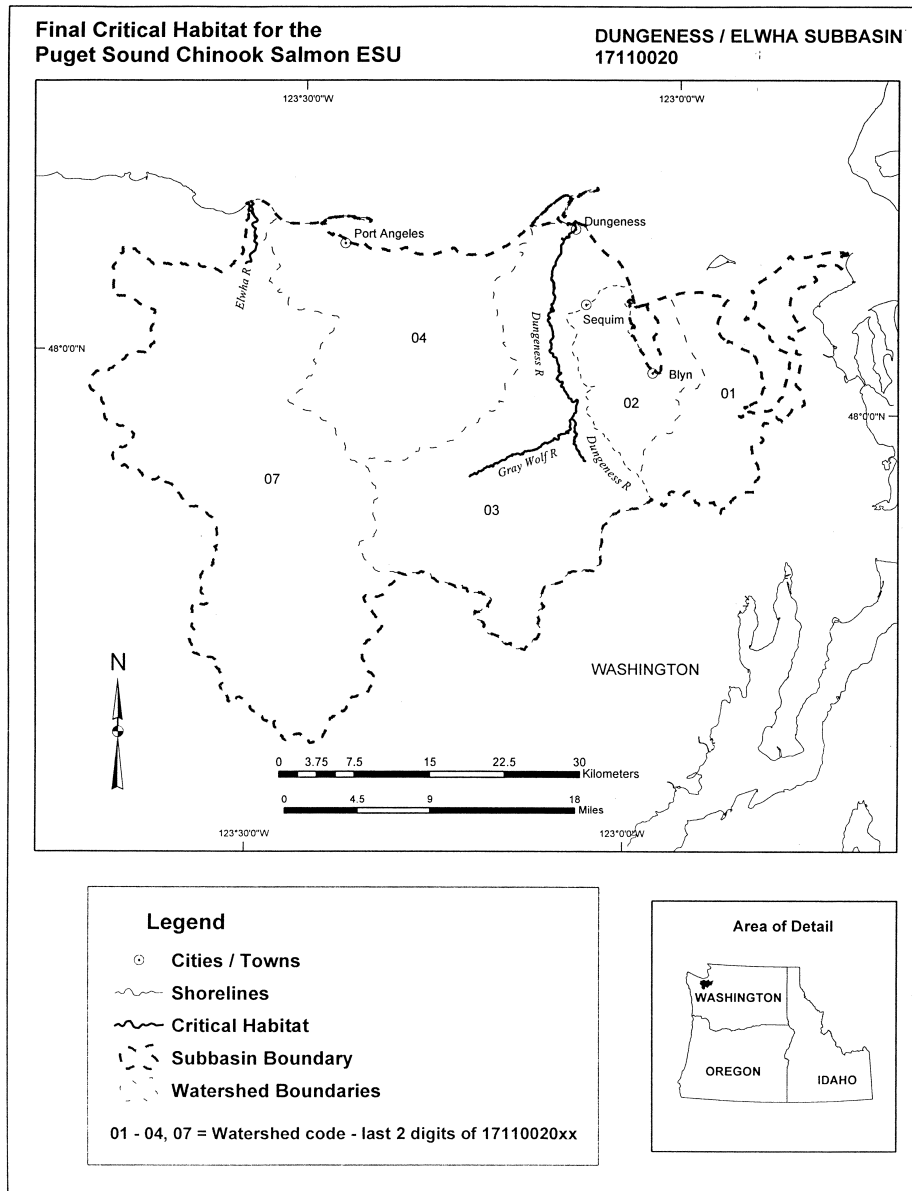 Final Critical Habitat for the
Puget Sound Chinook Salmon ESU
DUNGENESS / ELWHA SUBBASIN
17110020
123°30'0"W
123°0'0"W
Dungeness
Port Angeles
Elwha R
Dungeness R
Sequim
48°0'0"N
04
Blyn
02
01
48°0'0"N
Gray Wolf R
Dungeness R
07
03
N
WASHINGTON
0 3.75 7.5 15 22.5 30
Kilometers
0 4.5 9 18
Miles
123°30'0"W
123°0'0"W
Legend
Cities / Towns
Shorelines
Critical Habitat
Subbasin Boundary
Watershed Boundaries
01 - 04, 07 = Watershed code - last 2 digits of 17110020xx
Area of Detail
WASHINGTON
OREGON
IDAHO